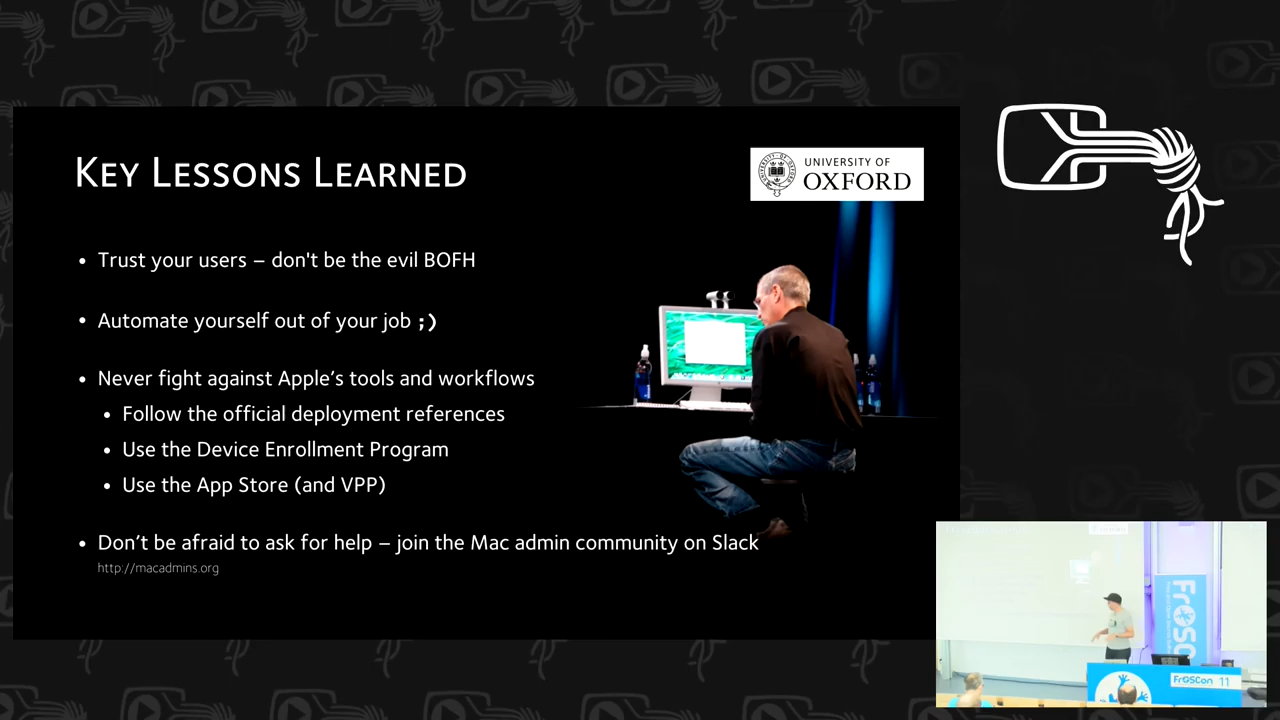 KEY LESSONS LEARNED
UNIVERSITY OF
OXFORD
• Trust your users – don't be the evil BOFH
• Automate yourself out of your job ;)
• Never fight against Apple’s tools and workflows
• Follow the official deployment references
• Use the Device Enrollment Program
• Use the App Store (and VPP)
• Don’t be afraid to ask for help – join the Mac admin community on Slack
http://macadmins.org
FrOSC
FrOSCon 11